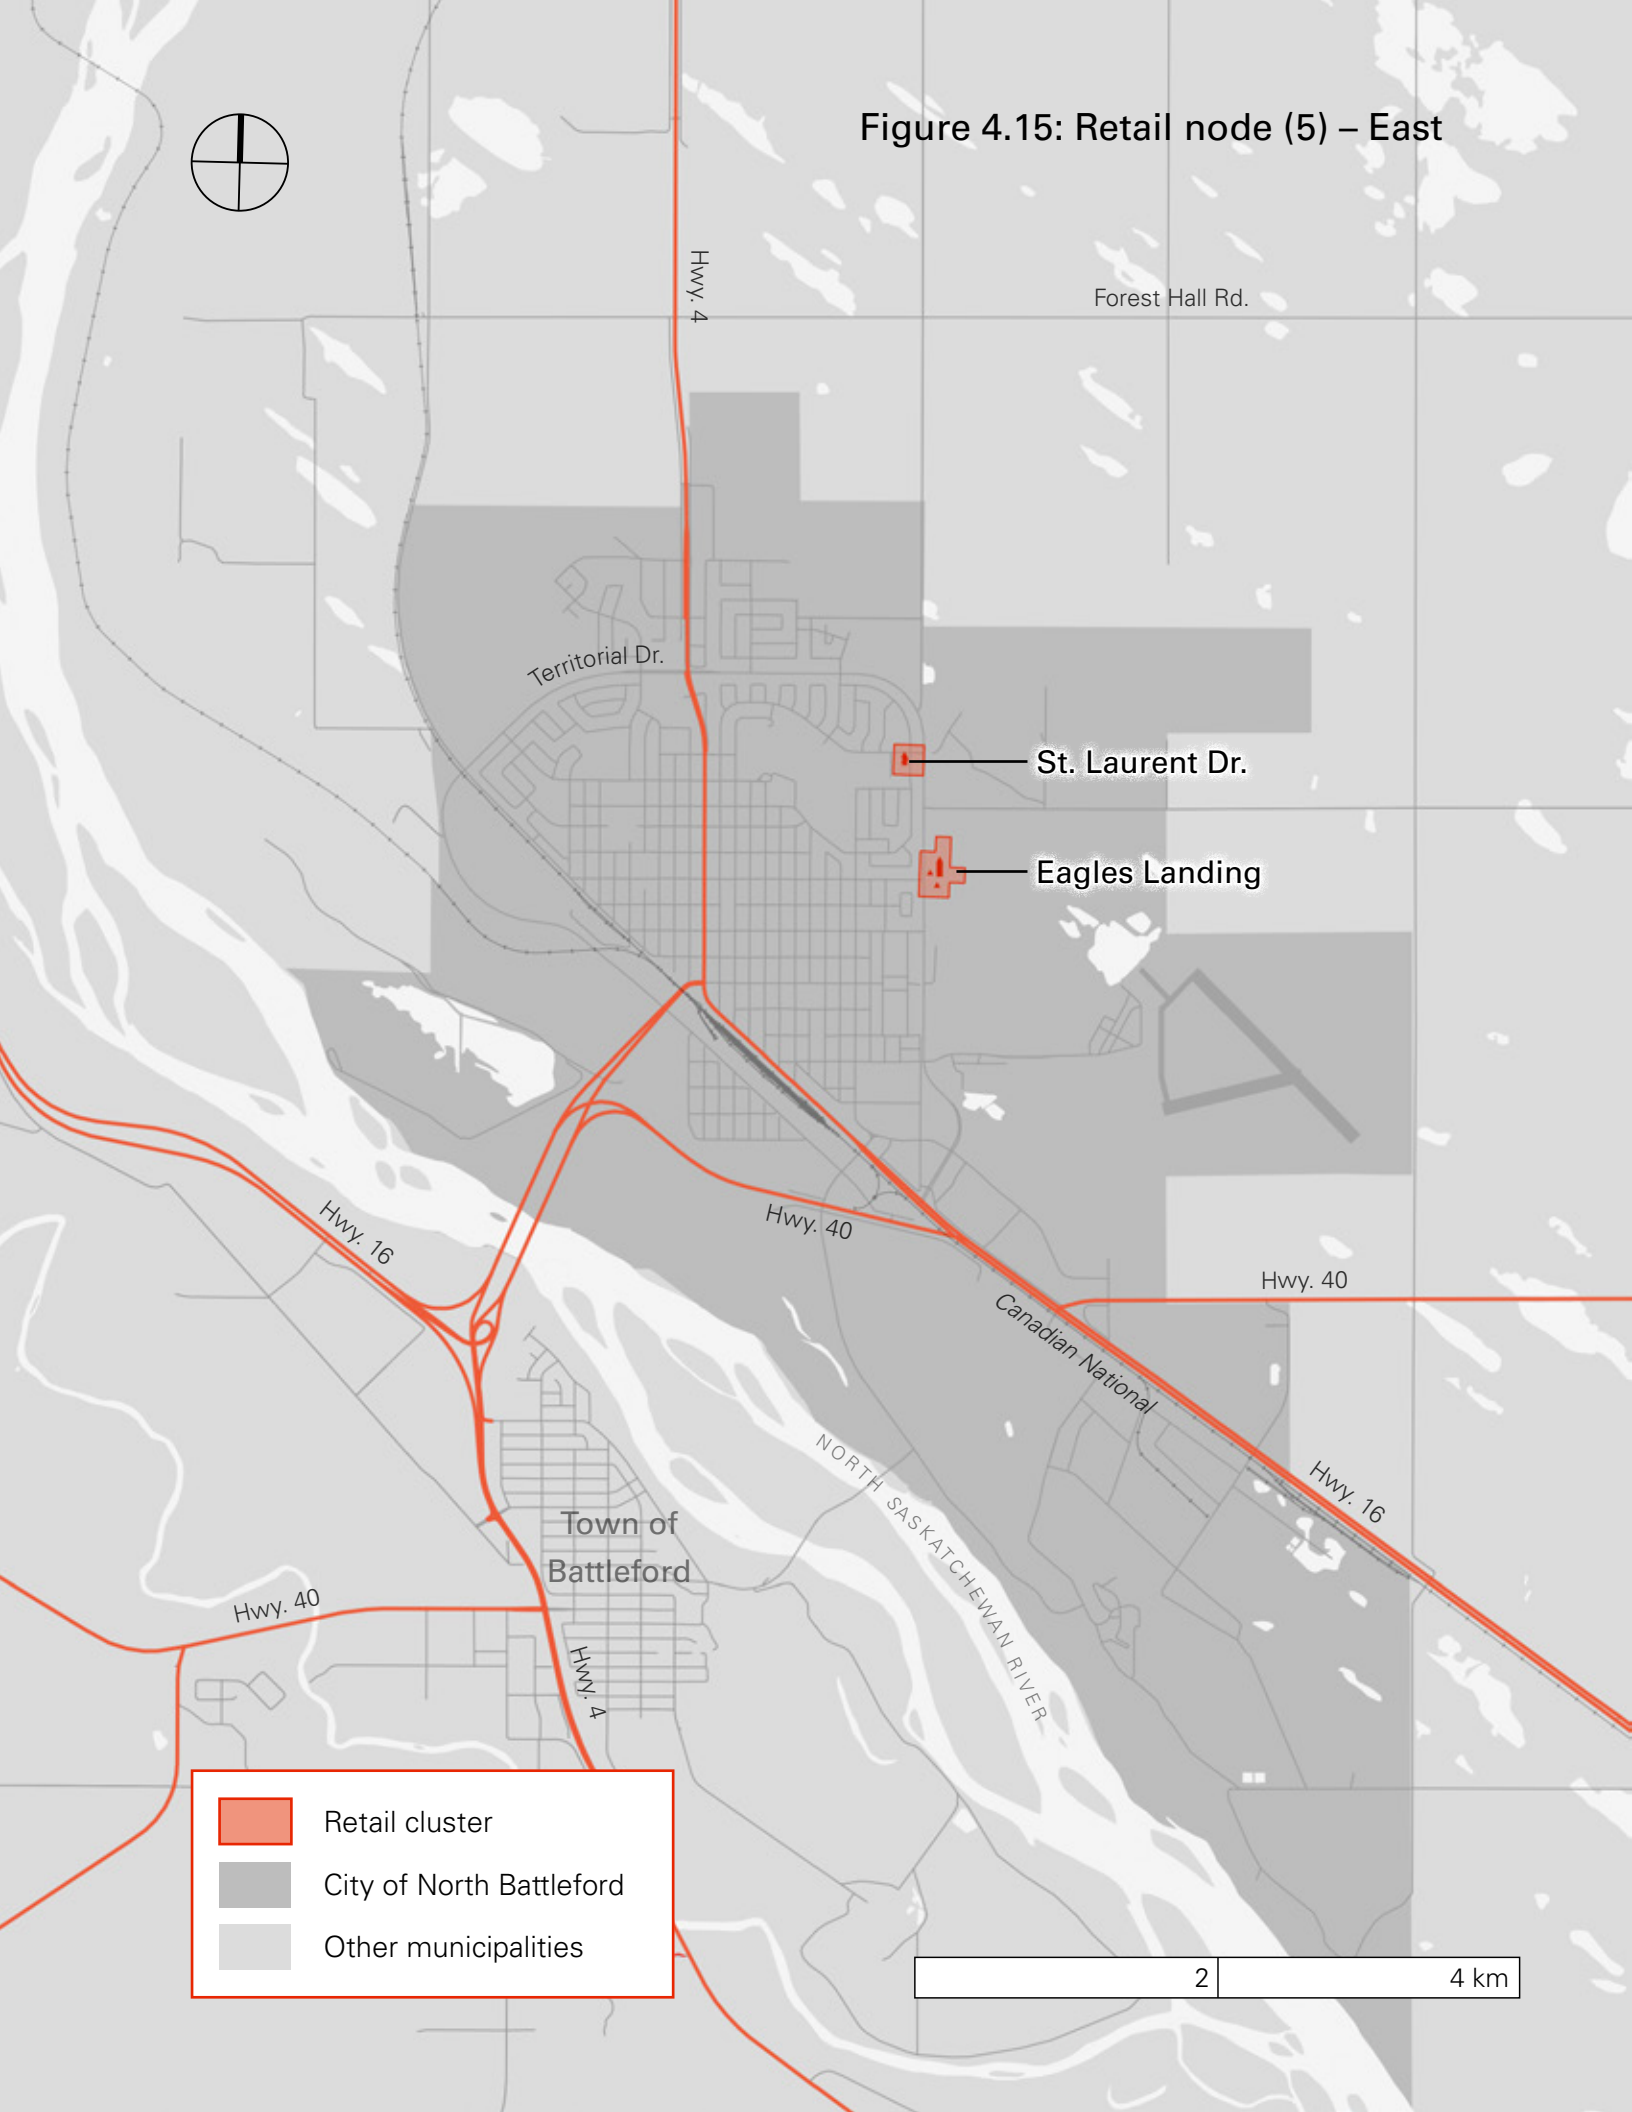 Figure 4.15: Retail node (5) – East
Hwy. 4
Forest Hall Rd.
Territorial Dr.
St. Laurent Dr.
Eagles Landing
Hwy. 16
Hwy. 40
Hwy. 40
Canadian National
NORTH SASKATCHEWAN RIVER
Hwy. 16
Town of
Battleford
Hwy. 40
Hwy. 4
Retail cluster
City of North Battleford
Other municipalities
2
4 km